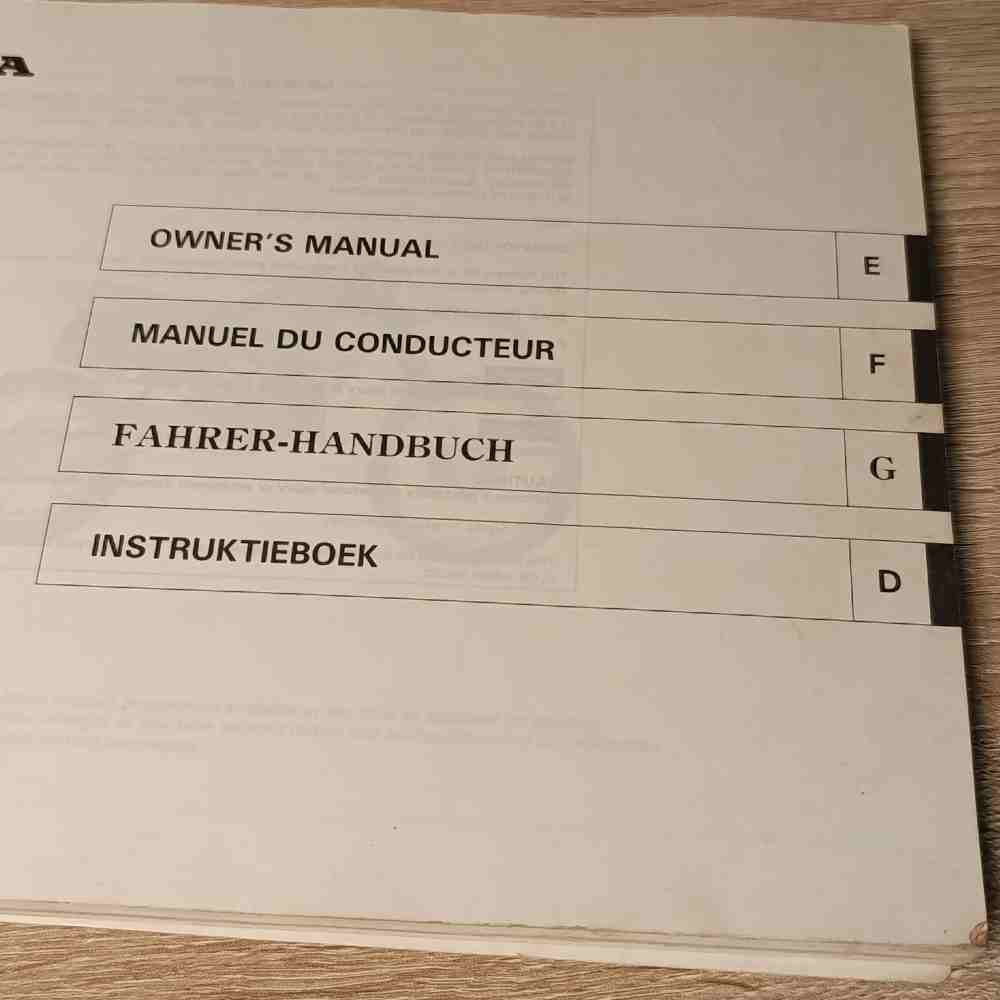 A
OWNER'S MANUAL E
MANUEL DU CONDUCTEUR F
FAHRER-HANDBUCH G
INSTRUKTIEBOEK D